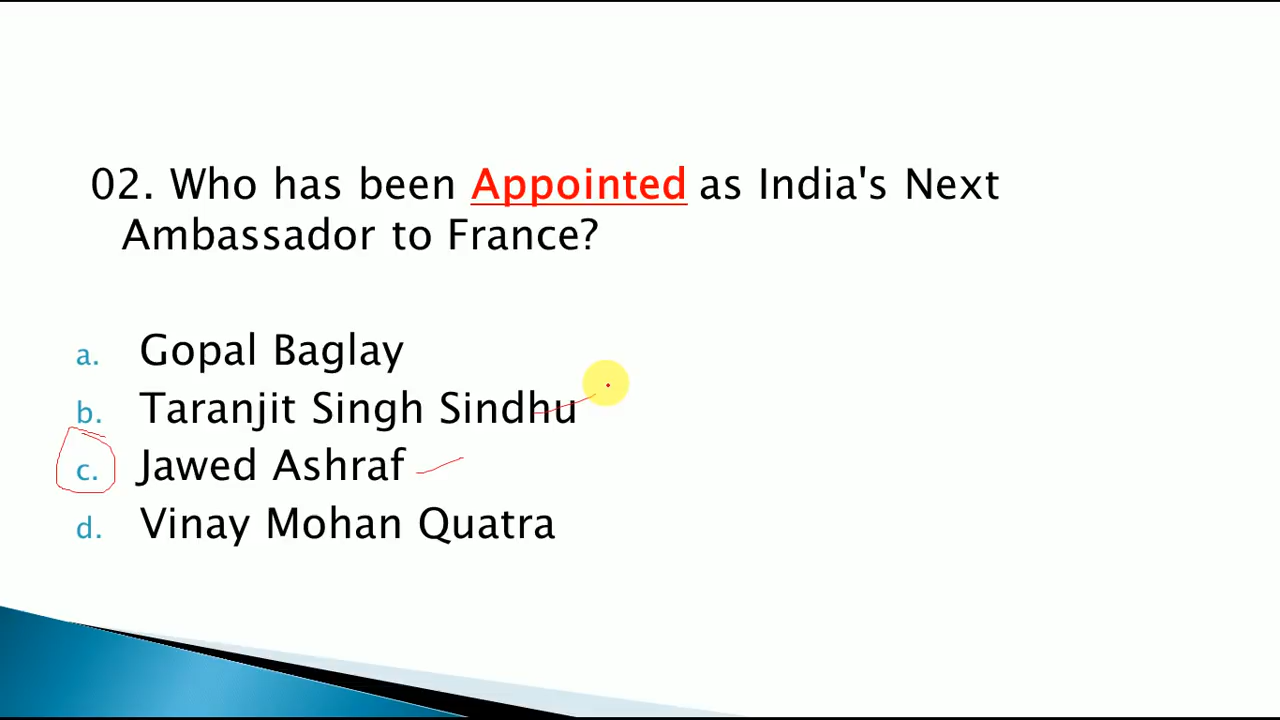 02. Who has been Appointed as India's Next
Ambassador to France?
a. Gopal Baglay
b. Taranjit Singh Sindhu
c. Jawed Ashraf
d. Vinay Mohan Quatra